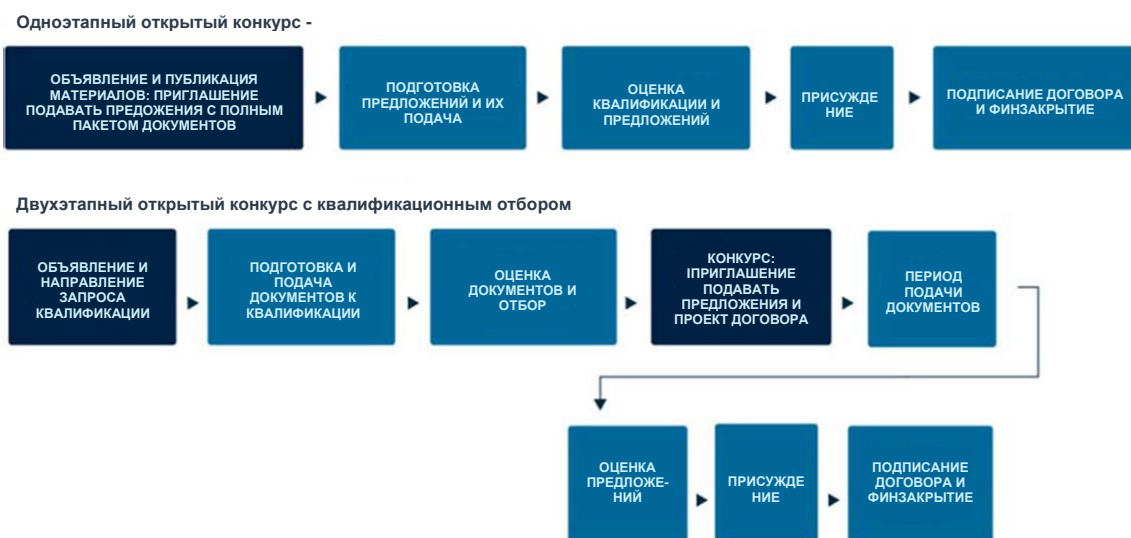 Одноэтапный открытый конкурс -
ОБЪЯВЛЕНИЕ И ПУБЛИКАЦИЯ
МАТЕРИАЛОВ: ПРИГЛАШЕНИЕ
ПОДАВАТЬ ПРЕДОЖЕНИЯ С ПОЛНЫМ
ПАКЕТОМ ДОКУМЕНТОВ
ПОДГОТОВКА
ПРЕДЛОЖЕНИЙ И ИХ
ПОДАЧА
ОЦЕНКА
КВАЛИФИКАЦИИ И
ПРЕДЛОЖЕНИЙ
ПРИСУЖДЕ
НИЕ
ПОДПИСАНИЕ ДОГОВОРА
И ФИНЗАКРЫТИЕ
Двухэтапный открытый конкурс с квалификационным отбором
ОБЪЯВЛЕНИЕ И
НАПРАВЛЕНИЕ
ЗАПРОСА
КВАЛИФИКАЦИИ
ПОДГОТОВКА И
ПОДАЧА
ДОКУМЕНТОВ К
КВАЛИФИКАЦИИ
ОЦЕНКА
ДОКУМЕНТОВ И
ОТБОР
КОНКУРС:
IПРИГЛАШЕНИЕ
ПОДАВАТЬ
ПРЕДЛОЖЕНИЯ И
ПРОЕКТ ДОГОВОРА
ПЕРИОД
ПОДАЧИ
ДОКУМЕНТОВ
ОЦЕНКА
ПРЕДЛОЖЕ-
НИЙ
ПРИСУЖДЕ
НИЕ
ПОДПИСАНИЕ
ДОГОВОРА И
ФИНЗАКРЫТИЕ